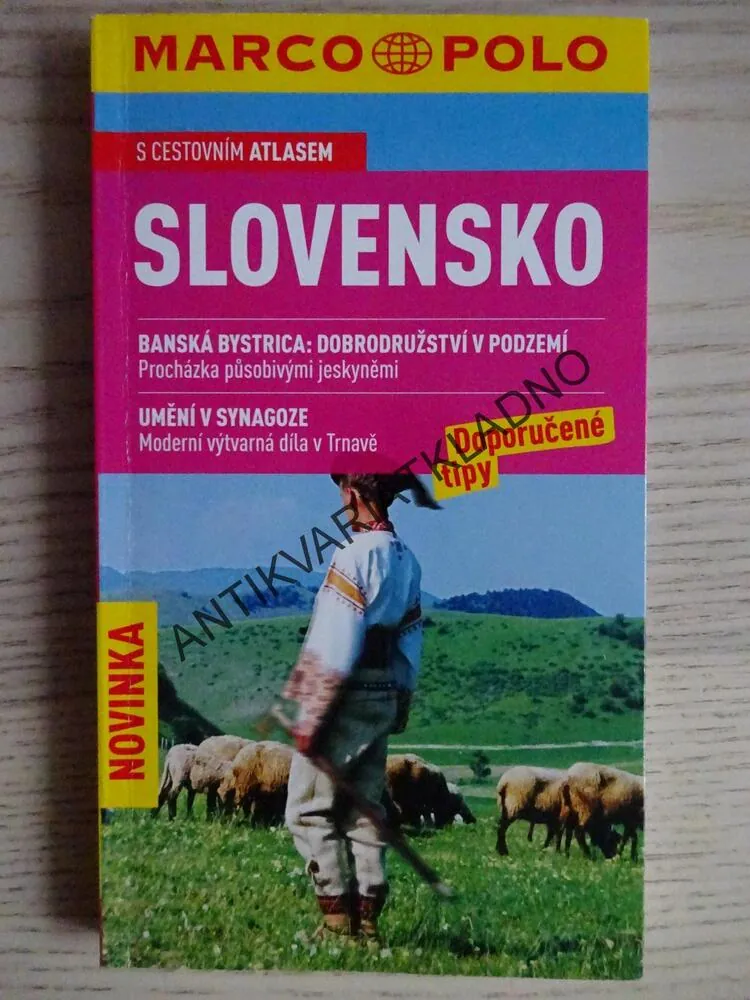 MARCO POLO
S CESTOVNÍM ATLASEM
SLOVENSKO
BANSKÁ BYSTRICA: DOBRODRUŽSTVÍ V PODZEMÍ
Procházka působivými jeskyněmi
UMĚNÍ V SYNAGOZE
Moderní výtvarná díla v Trnavě
Doporučené
tipy
ANTIKVARIAT KLADNO
NOVINKA